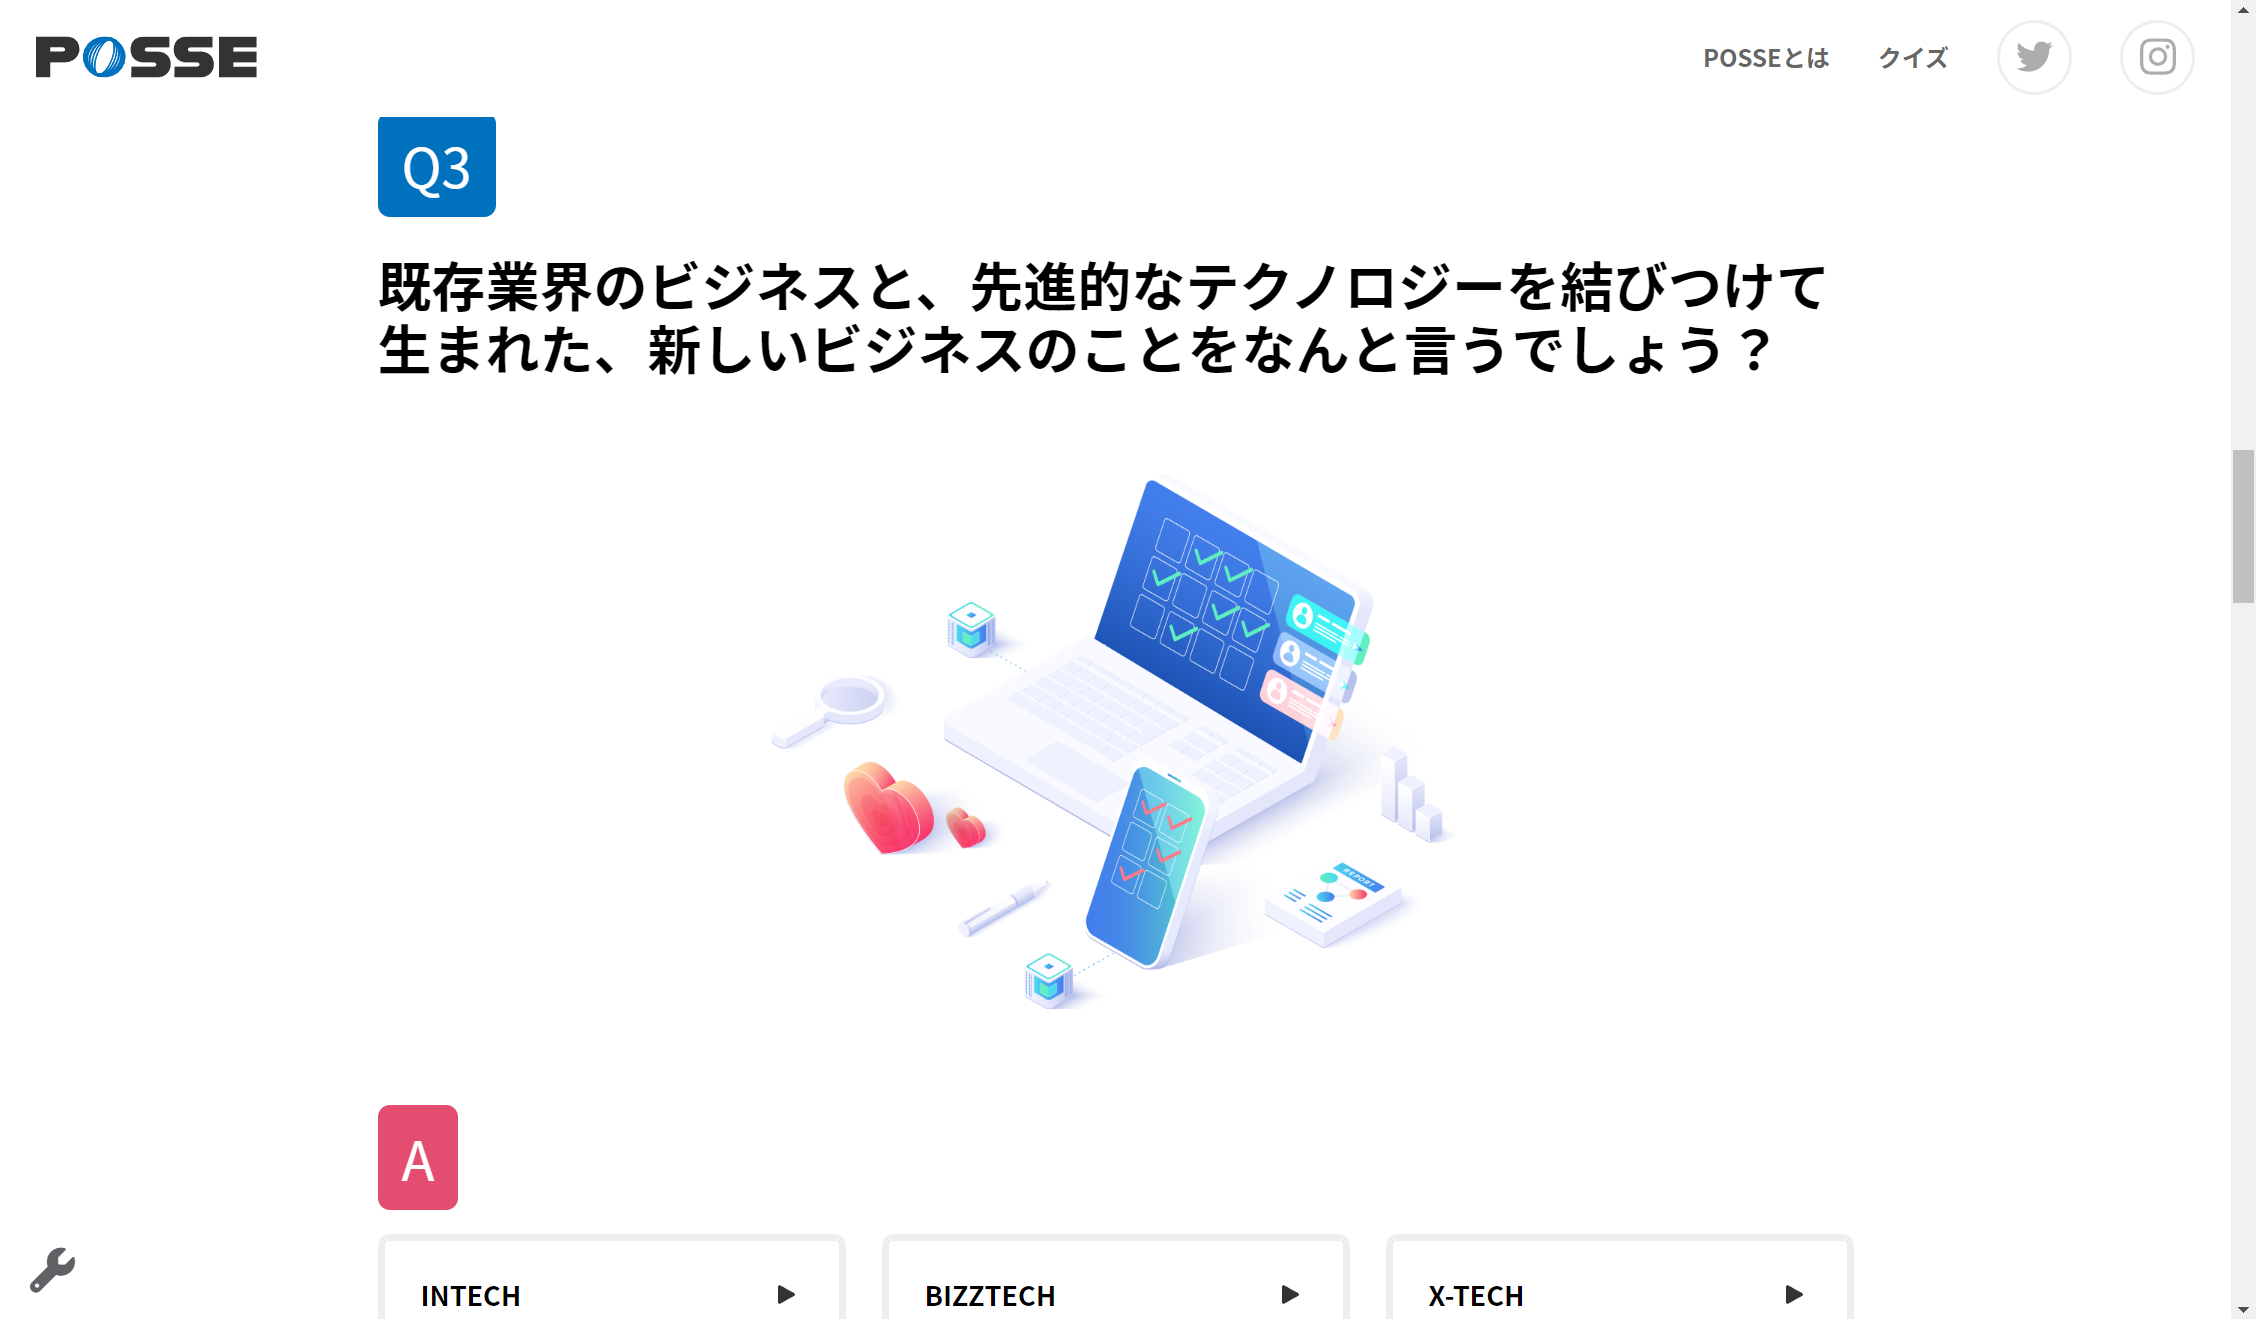 POSSE
POSSEとは
クイズ
Q3
既存業界のビジネスと、先進的なテクノロジーを結びつけて
生まれた、新しいビジネスのことをなんと言うでしょう？
REPORT
A
INTECH
BIZZTECH
X-TECH